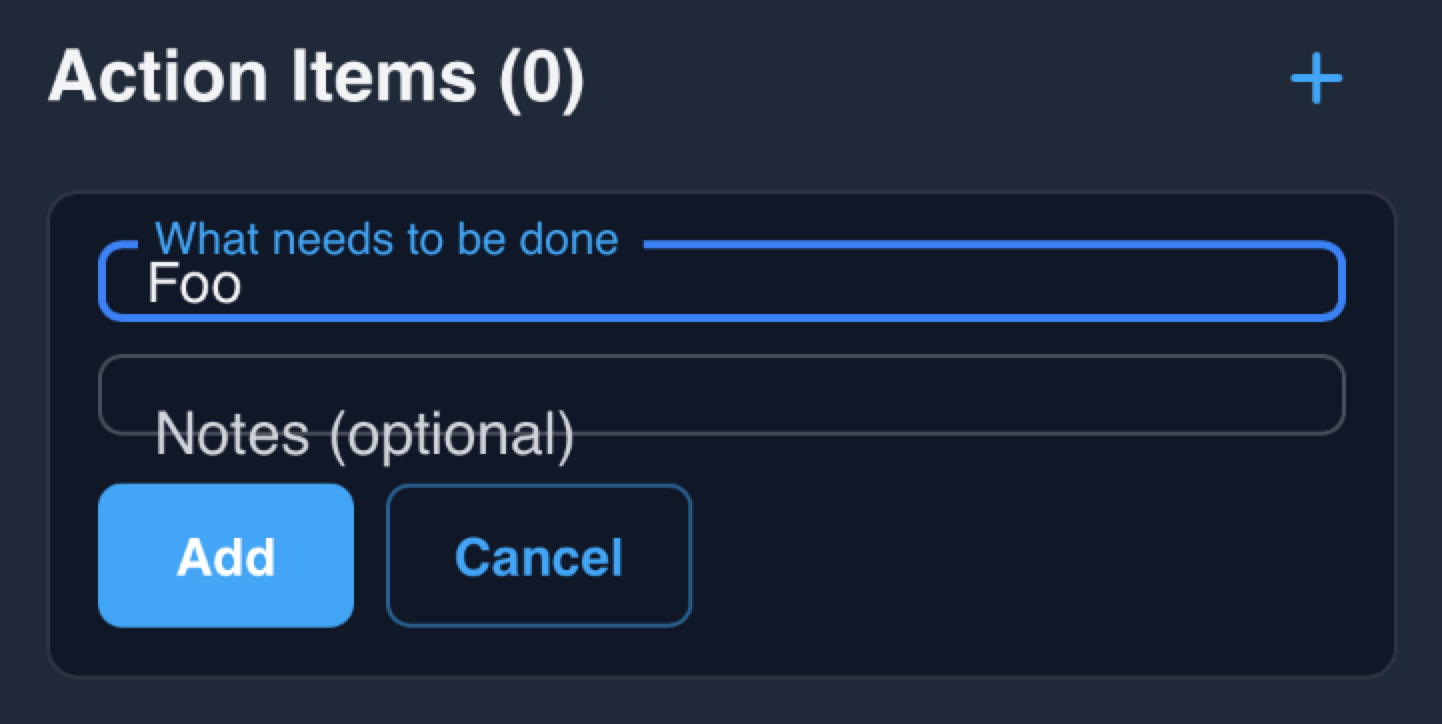 Action Items (0)
What needs to be done
Foo
Notes (optional)
Add
Cancel